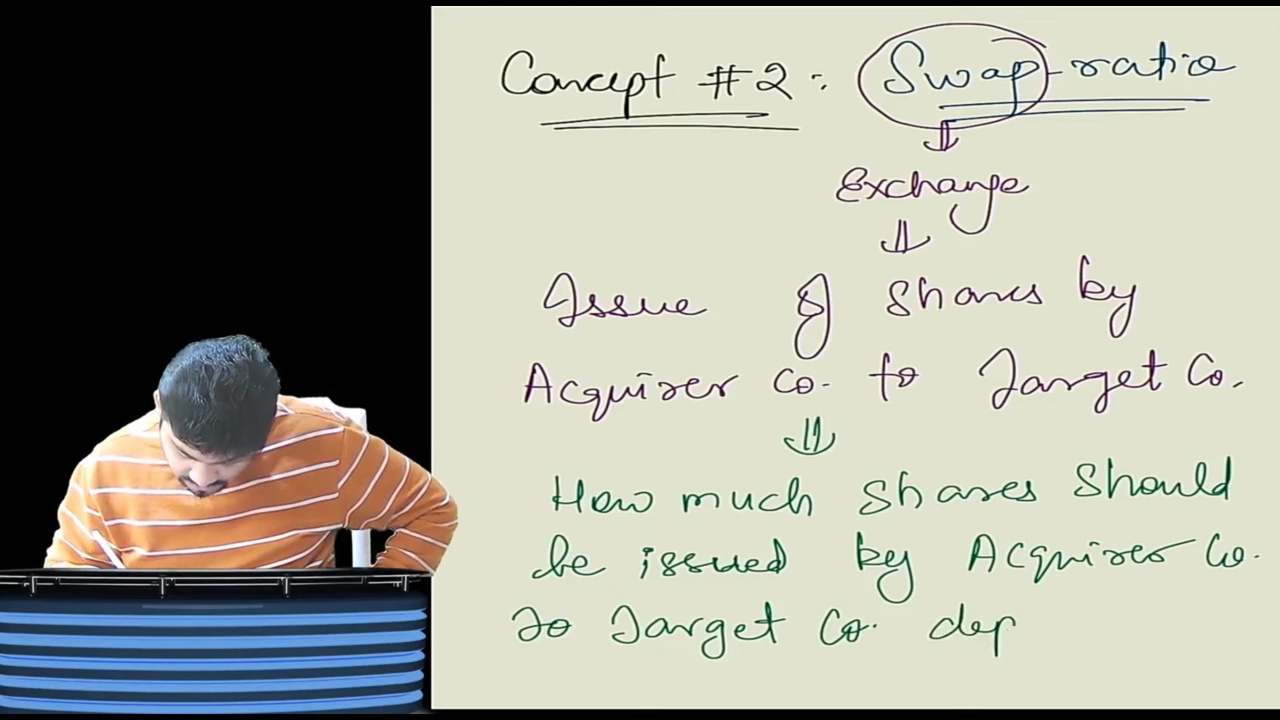 Concept #2: Swap-ratio
⇓
Exchange
⇓
Issue of shares by
Acquirer Co. to Target Co.
⇓
How much shares should
be issued by Acquirer Co.
to Target Co. dep